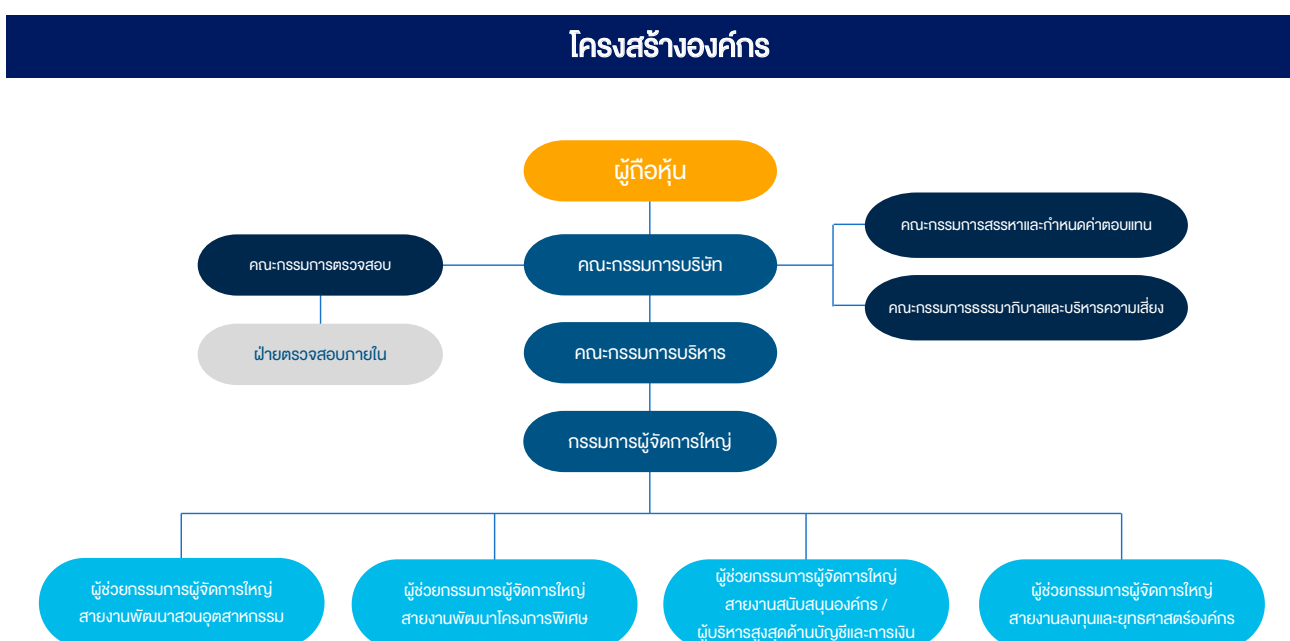 โครงสร้างองค์กร
ผู้ถือหุ้น
คณะกรรมการสรรหาและกำหนดค่าตอบแทน
คณะกรรมการตรวจสอบ
คณะกรรมการบริษัท
คณะกรรมการธรรมาภิบาลและบริหารความเสี่ยง
ฝ่ายตรวจสอบภายใน
คณะกรรมการบริหาร
กรรมการผู้จัดการใหญ่
ผู้ช่วยกรรมการผู้จัดการใหญ่
สายงานพัฒนาสวนอุตสาหกรรม
ผู้ช่วยกรรมการผู้จัดการใหญ่
สายงานพัฒนาโครงการพิเศษ
ผู้ช่วยกรรมการผู้จัดการใหญ่
สายงานสนับสนุนองค์กร /
ผู้บริหารสูงสุดด้านบัญชีและการเงิน
ผู้ช่วยกรรมการผู้จัดการใหญ่
สายงานลงทุนและยุทธศาสตร์องค์กร